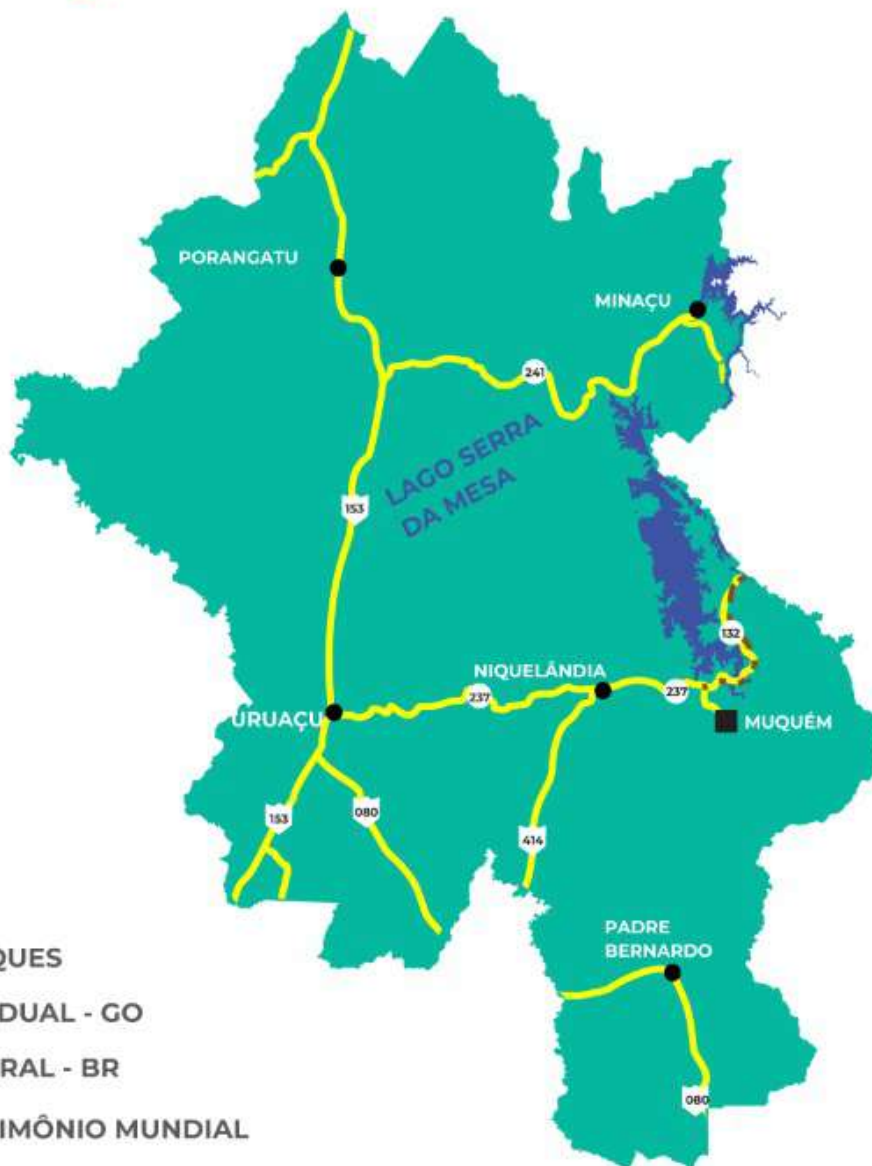 PORANGATU
MINAÇU
241
LAGO SERRA
DA MESA
153
132
NIQUELÂNDIA
237
237
URUAÇU
MUQUÉM
153
080
414
PADRE
BERNARDO
QUES
DUAL - GO
RAL - BR
IMÔNIO MUNDIAL
080